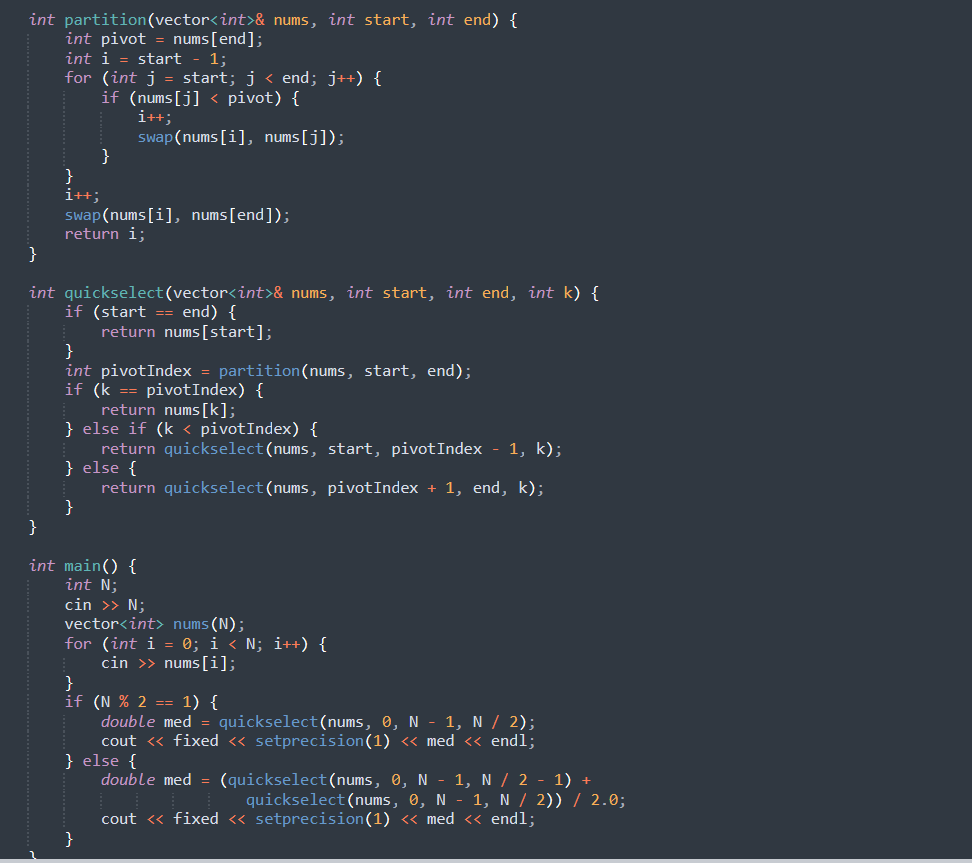 int partition(vector<int>& nums, int start, int end) {
    int pivot = nums[end];
    int i = start - 1;
    for (int j = start; j < end; j++) {
        if (nums[j] < pivot) {
            i++;
            swap(nums[i], nums[j]);
        }
    }
    i++;
    swap(nums[i], nums[end]);
    return i;
}

int quickselect(vector<int>& nums, int start, int end, int k) {
    if (start == end) {
        return nums[start];
    }
    int pivotIndex = partition(nums, start, end);
    if (k == pivotIndex) {
        return nums[k];
    } else if (k < pivotIndex) {
        return quickselect(nums, start, pivotIndex - 1, k);
    } else {
        return quickselect(nums, pivotIndex + 1, end, k);
    }
}

int main() {
    int N;
    cin >> N;
    vector<int> nums(N);
    for (int i = 0; i < N; i++) {
        cin >> nums[i];
    }
    if (N % 2 == 1) {
        double med = quickselect(nums, 0, N - 1, N / 2);
        cout << fixed << setprecision(1) << med << endl;
    } else {
        double med = (quickselect(nums, 0, N - 1, N / 2 - 1) +
                        quickselect(nums, 0, N - 1, N / 2)) / 2.0;
        cout << fixed << setprecision(1) << med << endl;
    }
}